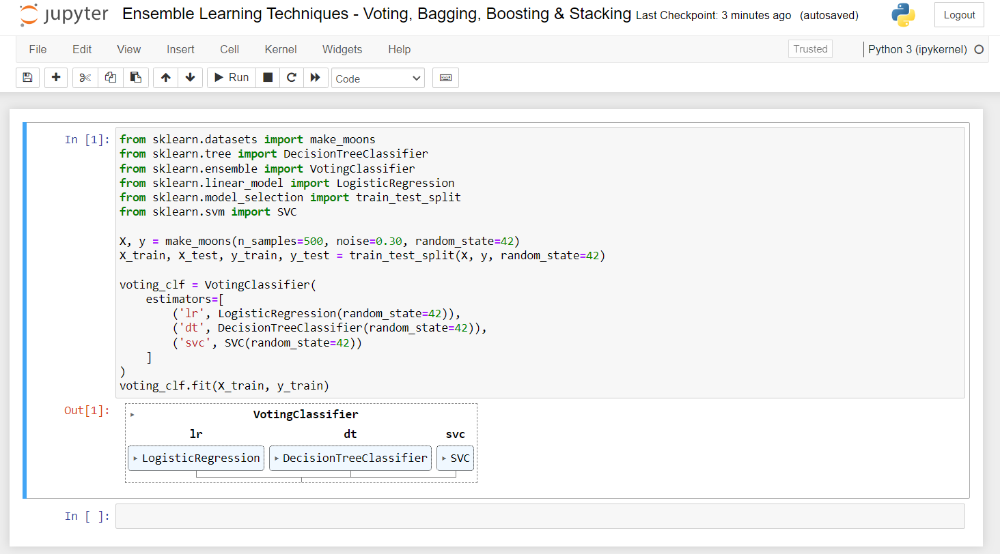 jupyter Ensemble Learning Techniques - Voting, Bagging, Boosting & Stacking Last Checkpoint: 3 minutes ago (autosaved) Logout
File Edit View Insert Cell Kernel Widgets Help Trusted Python 3 (ipykernel)
Run Code
In [1]: from sklearn.datasets import make_moons
from sklearn.tree import DecisionTreeClassifier
from sklearn.ensemble import VotingClassifier
from sklearn.linear_model import LogisticRegression
from sklearn.model_selection import train_test_split
from sklearn.svm import SVC
X, y = make_moons(n_samples=500, noise=0.30, random_state=42)
X_train, X_test, y_train, y_test = train_test_split(X, y, random_state=42)
voting_clf = VotingClassifier(
    estimators=[
        ('lr', LogisticRegression(random_state=42)),
        ('dt', DecisionTreeClassifier(random_state=42)),
        ('svc', SVC(random_state=42))
    ]
)
voting_clf.fit(X_train, y_train)
Out[1]: VotingClassifier
lr dt svc
LogisticRegression DecisionTreeClassifier SVC
In [ ]: